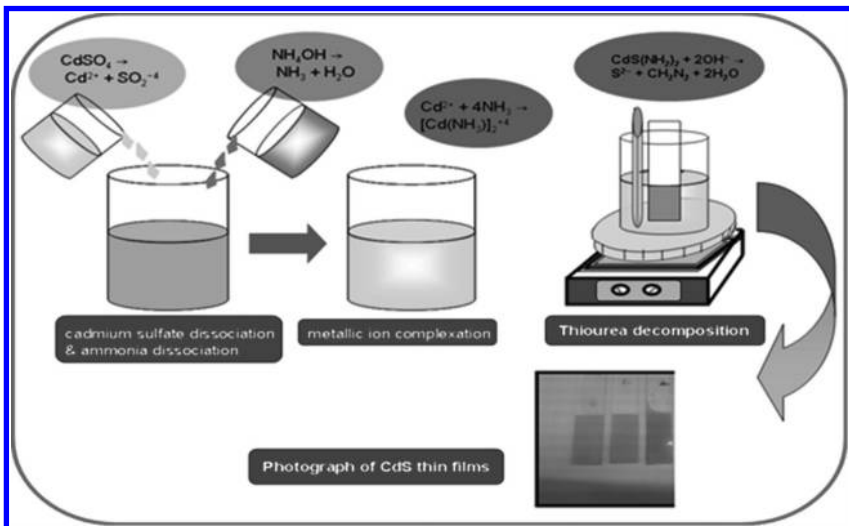 CdSO₄ →
Cd²⁺ + SO₂⁻⁴
NH₄OH →
NH₃ + H₂O
Cd²⁺ + 4NH₃ →
[Cd(NH₃)]₂⁺⁴
CdS(NH₂)₂ + 2OH⁻ →
S²⁻ + CH₂N₂ + 2H₂O
cadmium sulfate dissociation
& ammonia dissociation
metallic ion complexation
Thiourea decomposition
Photograph of CdS thin films